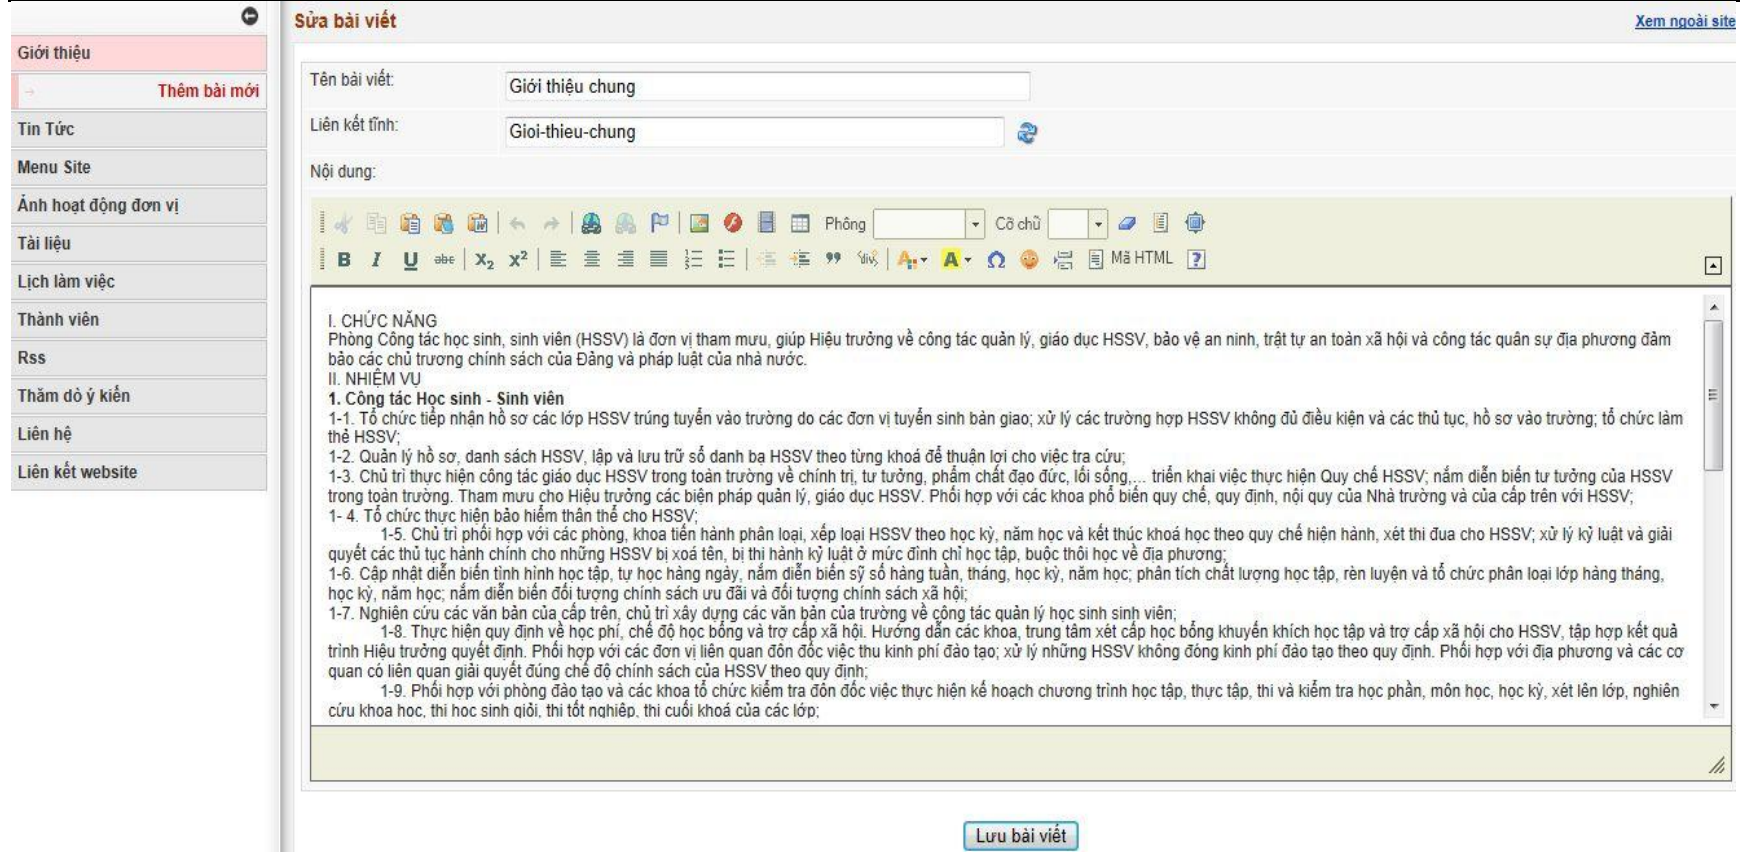 Giới thiệu
Thêm bài mới
Tin Tức
Menu Site
Ảnh hoạt động đơn vị
Tài liệu
Lịch làm việc
Thành viên
Rss
Thăm dò ý kiến
Liên hệ
Liên kết website
Sửa bài viết
Xem ngoài site
Tên bài viết:
Giới thiệu chung
Liên kết tĩnh:
Gioi-thieu-chung
Nội dung:
Phông
Cỡ chữ
B I U abc X₂ X² Mã HTML
I. CHỨC NĂNG
Phòng Công tác học sinh, sinh viên (HSSV) là đơn vị tham mưu, giúp Hiệu trưởng về công tác quản lý, giáo dục HSSV, bảo vệ an ninh, trật tự an toàn xã hội và công tác quân sự địa phương đảm
bảo các chủ trương chính sách của Đảng và pháp luật của nhà nước.
II. NHIỆM VỤ
1. Công tác Học sinh - Sinh viên
1-1. Tổ chức tiếp nhận hồ sơ các lớp HSSV trúng tuyển vào trường do các đơn vị tuyển sinh bàn giao; xử lý các trường hợp HSSV không đủ điều kiện và các thủ tục, hồ sơ vào trường; tổ chức làm
thẻ HSSV;
1-2. Quản lý hồ sơ, danh sách HSSV, lập và lưu trữ sổ danh bạ HSSV theo từng khoá để thuận lợi cho việc tra cứu;
1-3. Chủ trì thực hiện công tác giáo dục HSSV trong toàn trường về chính trị, tư tưởng, phẩm chất đạo đức, lối sống,... triển khai việc thực hiện Quy chế HSSV; nắm diễn biến tư tưởng của HSSV
trong toàn trường. Tham mưu cho Hiệu trưởng các biện pháp quản lý, giáo dục HSSV. Phối hợp với các khoa phổ biến quy chế, quy định, nội quy của Nhà trường và của cấp trên với HSSV;
1- 4. Tổ chức thực hiện bảo hiểm thân thể cho HSSV;
1-5. Chủ trì phối hợp với các phòng, khoa tiến hành phân loại, xếp loại HSSV theo học kỳ, năm học và kết thúc khoá học theo quy chế hiện hành, xét thi đua cho HSSV; xử lý kỷ luật và giải
quyết các thủ tục hành chính cho những HSSV bị xoá tên, bị thi hành kỷ luật ở mức đình chỉ học tập, buộc thôi học về địa phương;
1-6. Cập nhật diễn biến tình hình học tập, tự học hàng ngày, nắm diễn biến sỹ số hàng tuần, tháng, học kỳ, năm học; phân tích chất lượng học tập, rèn luyện và tổ chức phân loại lớp hàng tháng,
học kỳ, năm học; nắm diễn biến đối tượng chính sách ưu đãi và đối tượng chính sách xã hội;
1-7. Nghiên cứu các văn bản của cấp trên, chủ trì xây dựng các văn bản của trường về công tác quản lý học sinh sinh viên;
1-8. Thực hiện quy định về học phí, chế độ học bổng và trợ cấp xã hội. Hướng dẫn các khoa, trung tâm xét cấp học bổng khuyến khích học tập và trợ cấp xã hội cho HSSV, tập hợp kết quả
trình Hiệu trưởng quyết định. Phối hợp với các đơn vị liên quan đôn đốc việc thu kinh phí đào tạo; xử lý những HSSV không đóng kinh phí đào tạo theo quy định. Phối hợp với địa phương và các cơ
quan có liên quan giải quyết đúng chế độ chính sách của HSSV theo quy định;
1-9. Phối hợp với phòng đào tạo và các khoa tổ chức kiểm tra đôn đốc việc thực hiện kế hoạch chương trình học tập, thực tập, thi và kiểm tra học phần, môn học, học kỳ, xét lên lớp, nghiên
cứu khoa học, thi học sinh giỏi, thi tốt nghiệp, thi cuối khoá của các lớp;
Lưu bài viết